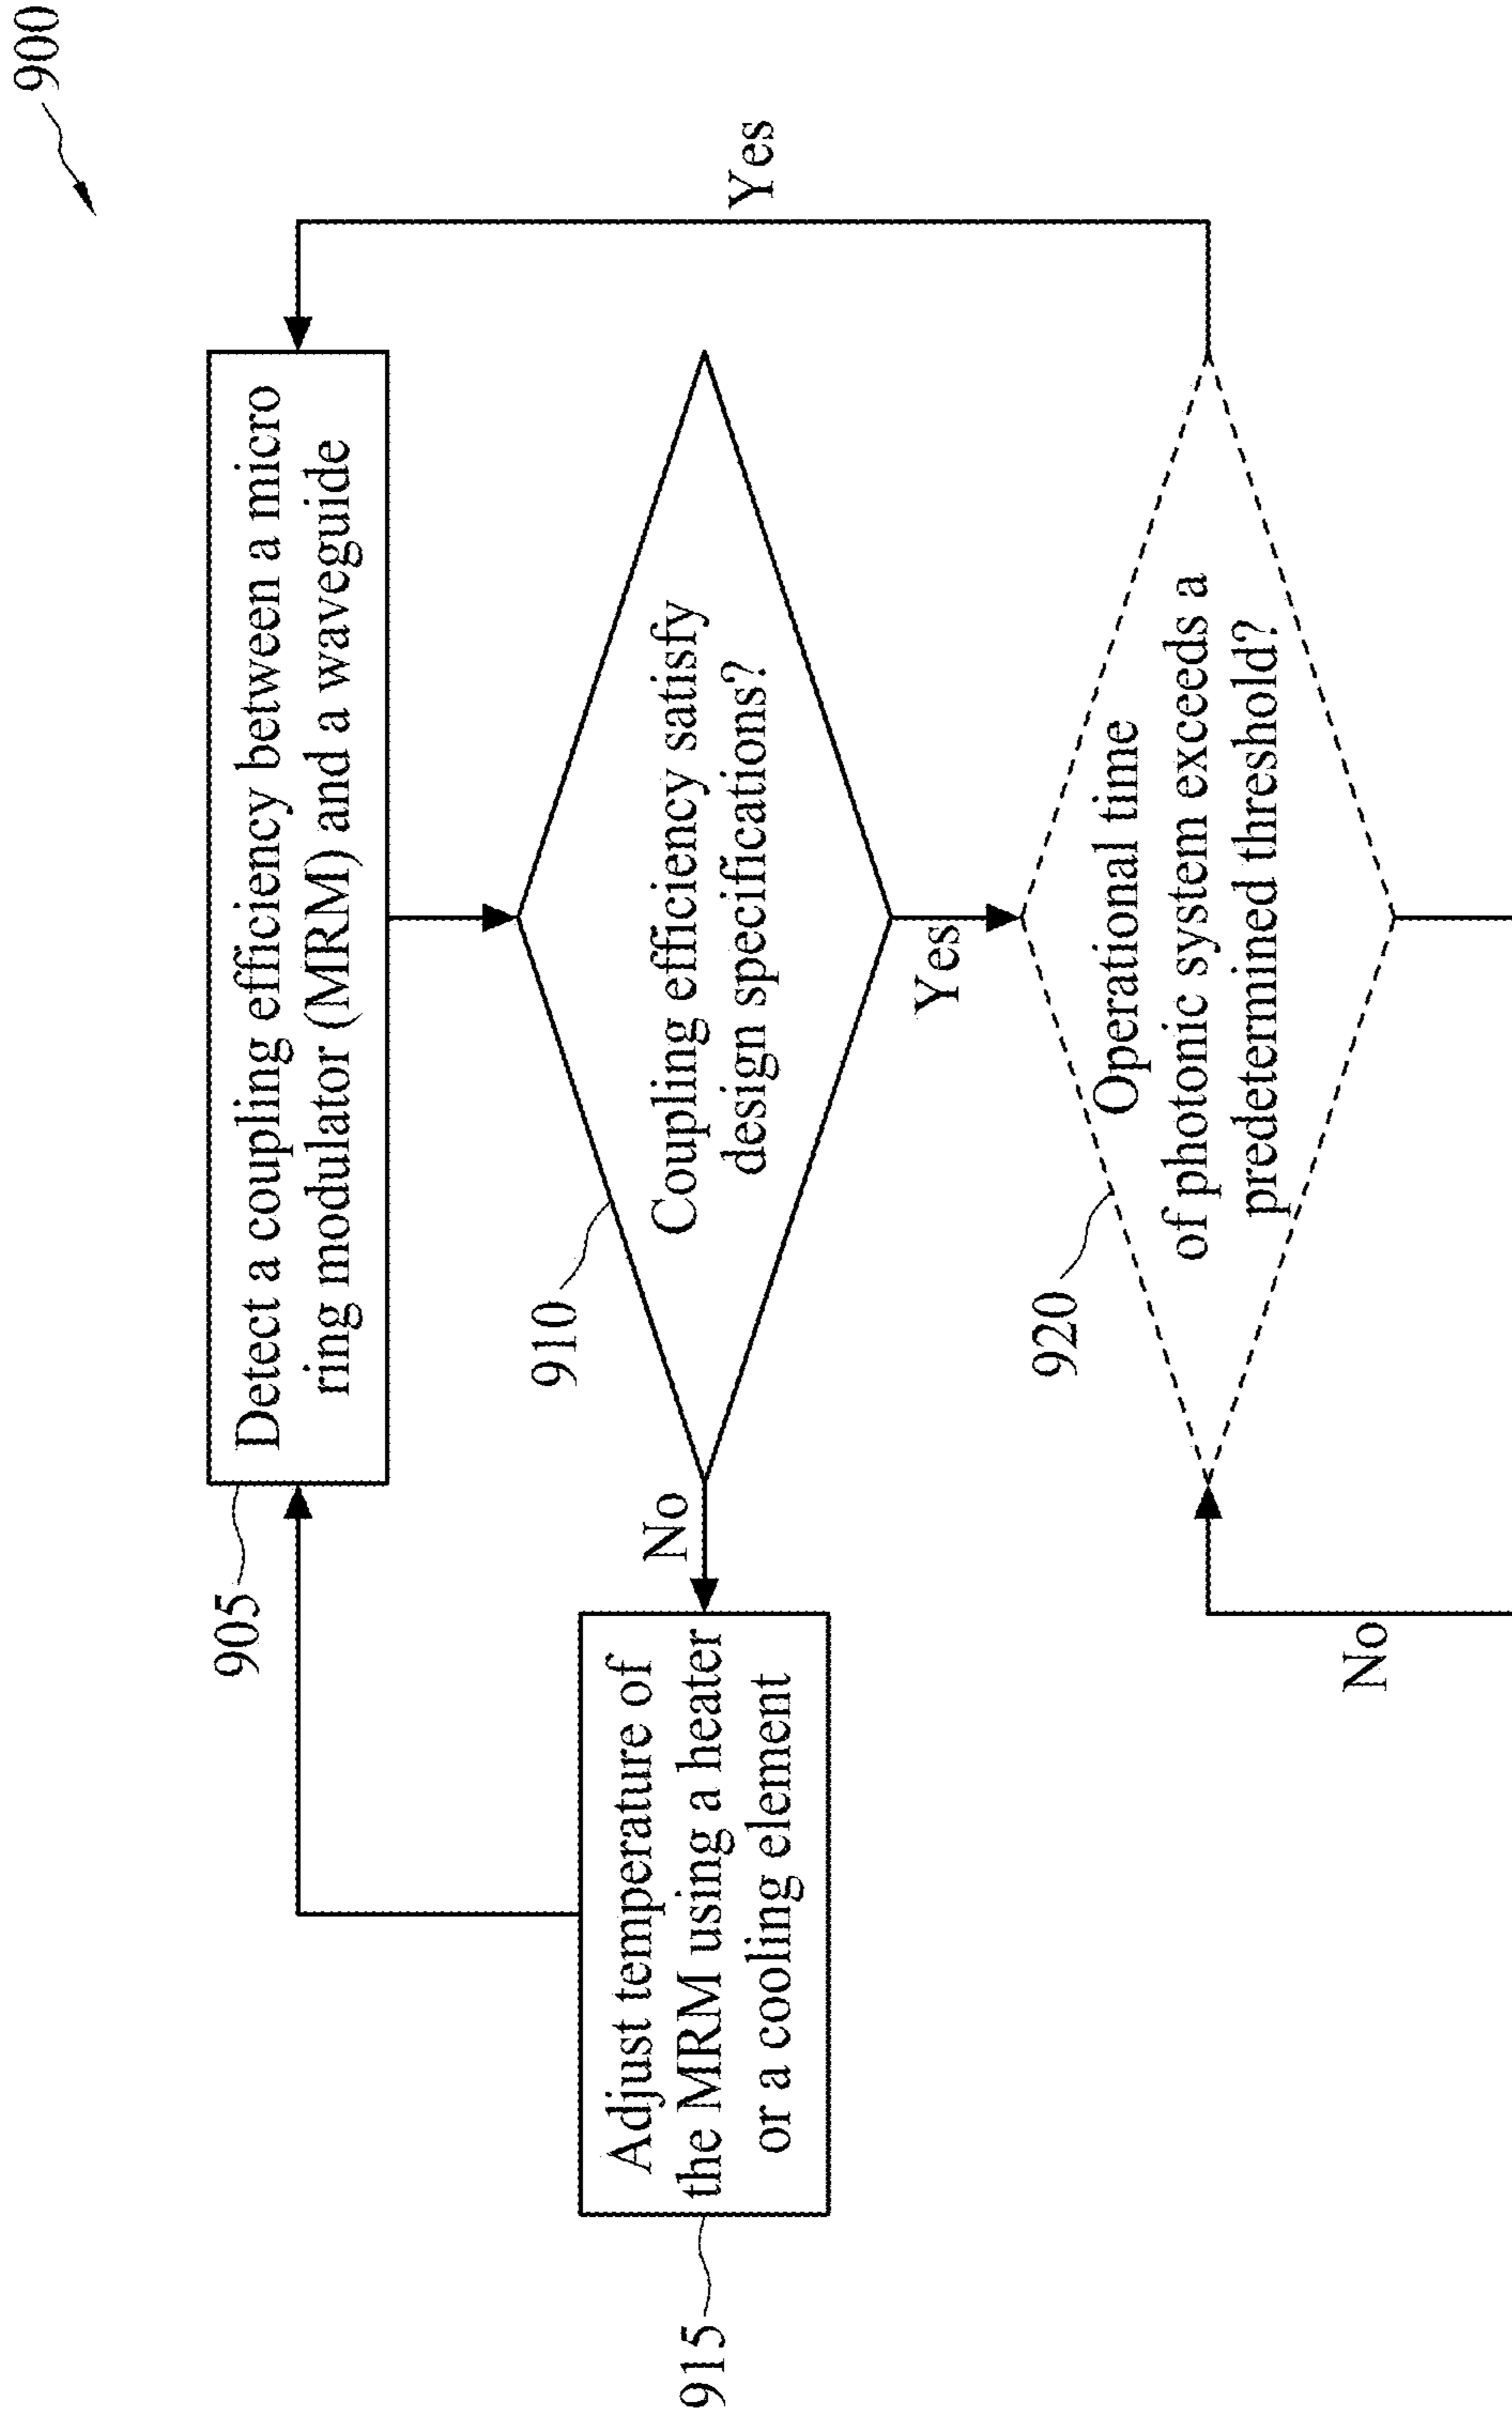 900
905
Detect a coupling efficiency between a micro
ring modulator (MRM) and a waveguide
910
Coupling efficiency satisfy
design specifications?
No
915
Adjust temperature of
the MRM using a heater
or a cooling element
Yes
920
Operational time
of photonic system exceeds a
predetermined threshold?
Yes
No